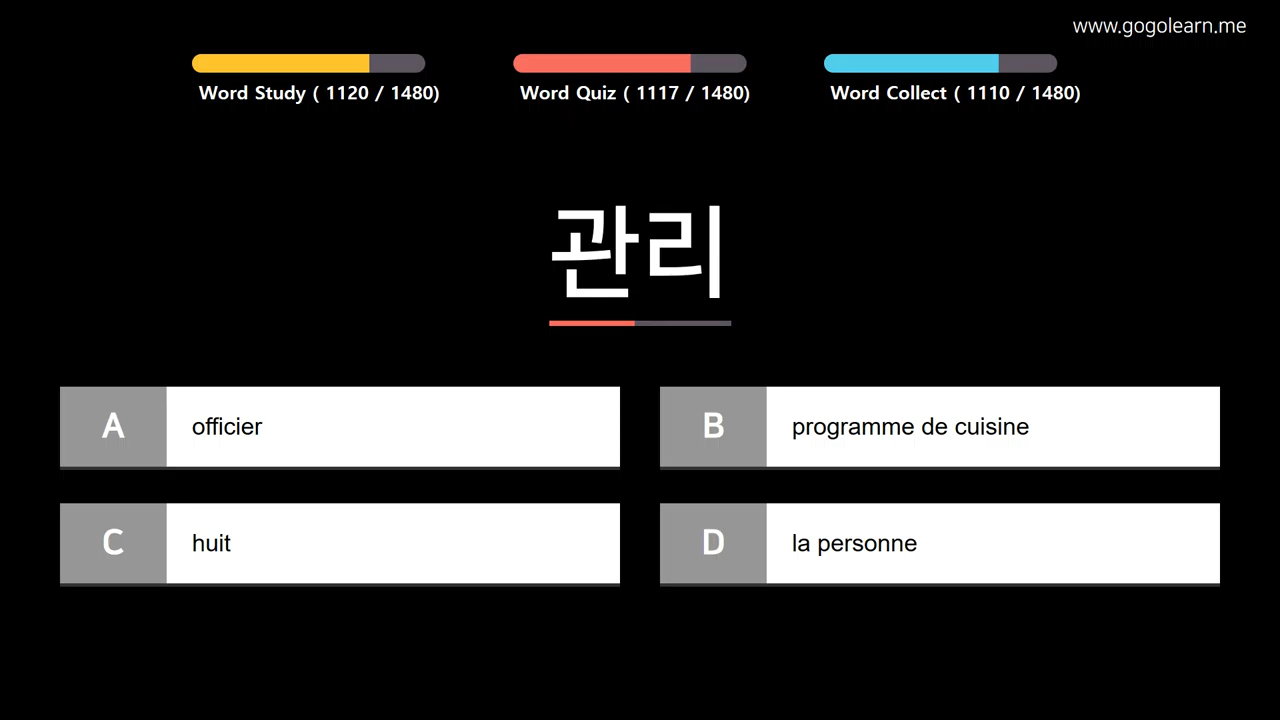 www.gogolearn.me
Word Study ( 1120 / 1480)
Word Quiz ( 1117 / 1480)
Word Collect ( 1110 / 1480)
관리
A officier
B programme de cuisine
C huit
D la personne